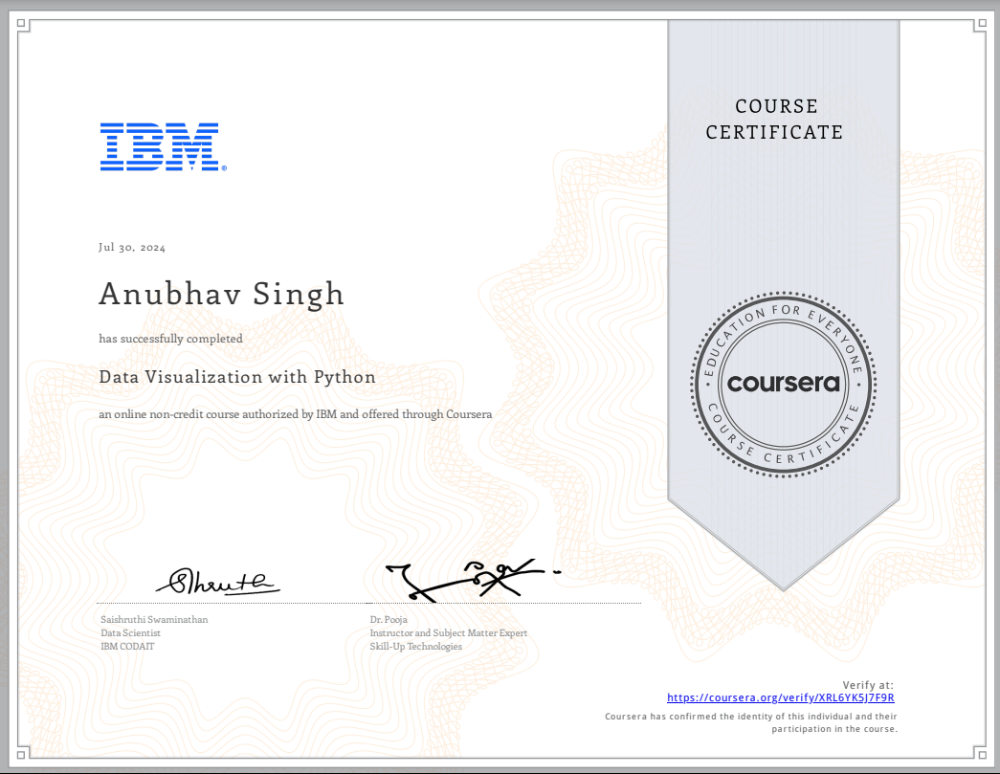 COURSE
CERTIFICATE
IBM®
Jul 30, 2024
Anubhav Singh
has successfully completed
Data Visualization with Python
an online non-credit course authorized by IBM and offered through Coursera
EDUCATION FOR EVERYONE
coursera
COURSE CERTIFICATE
Saishruthi Swaminathan
Data Scientist
IBM CODAIT
Dr. Pooja
Instructor and Subject Matter Expert
Skill-Up Technologies
Verify at:
https://coursera.org/verify/XRL6YK5J7F9R
Coursera has confirmed the identity of this individual and their
participation in the course.